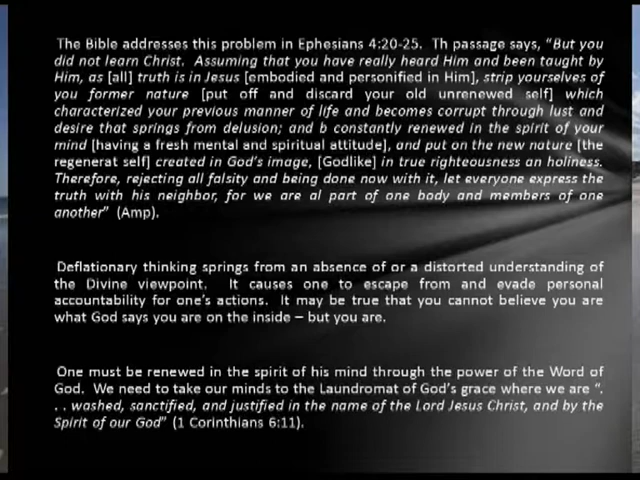 The Bible addresses this problem in Ephesians 4:20-25. Th passage says, “But you
did not learn Christ. Assuming that you have really heard Him and been taught by
Him, as [all] truth is in Jesus [embodied and personified in Him], strip yourselves of
you former nature [put off and discard your old unrenewed self] which
characterized your previous manner of life and becomes corrupt through lust and
desire that springs from delusion; and b constantly renewed in the spirit of your
mind [having a fresh mental and spiritual attitude], and put on the new nature [the
regenerat self] created in God’s image, [Godlike] in true righteousness an holiness.
Therefore, rejecting all falsity and being done now with it, let everyone express the
truth with his neighbor, for we are al part of one body and members of one
another” (Amp).
Deflationary thinking springs from an absence of or a distorted understanding of
the Divine viewpoint. It causes one to escape from and evade personal
accountability for one’s actions. It may be true that you cannot believe you are
what God says you are on the inside – but you are.
One must be renewed in the spirit of his mind through the power of the Word of
God. We need to take our minds to the Laundromat of God’s grace where we are “.
. . washed, sanctified, and justified in the name of the Lord Jesus Christ, and by the
Spirit of our God” (1 Corinthians 6:11).